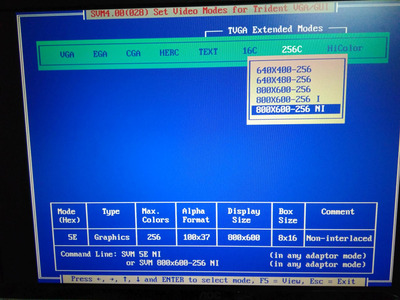 SVM4.00(020) Set Video Modes for Trident VGA/GUI
TVGA Extended Modes
VGA EGA CGA HERC TEXT 16C 256C HiColor
640X400-256
640X480-256
800X600-256
800X600-256 I
800X600-256 NI
Mode (Hex) Type Max. Colors Alpha Format Display Size Box Size Comment
5E Graphics 256 100x37 800x600 8x16 Non-interlaced
Command Line: SVM 5E NI (in any adaptor mode)
or SVM 800x600-256 NI (in any adaptor mode)
Press ←, →, ↑, ↓ and ENTER to select mode, F5 = View, Esc = Exit